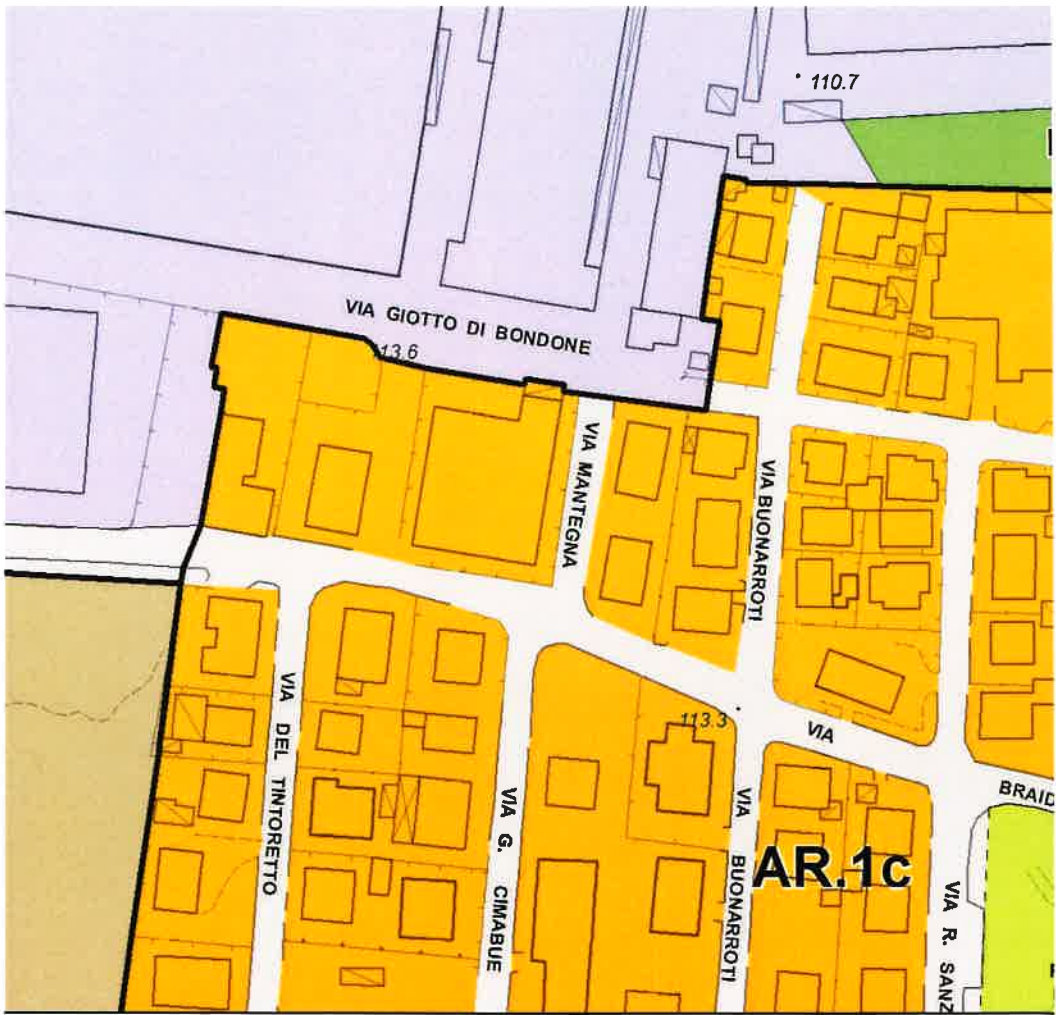 110.7
VIA GIOTTO DI BONDONE
113.6
VIA MANTEGNA
VIA BUONARROTI
VIA DEL TINTORETTO
113.3
VIA
BRAID
VIA G. CIMABUE
VIA BUONARROTI
AR.1c
VIA R. SANZ